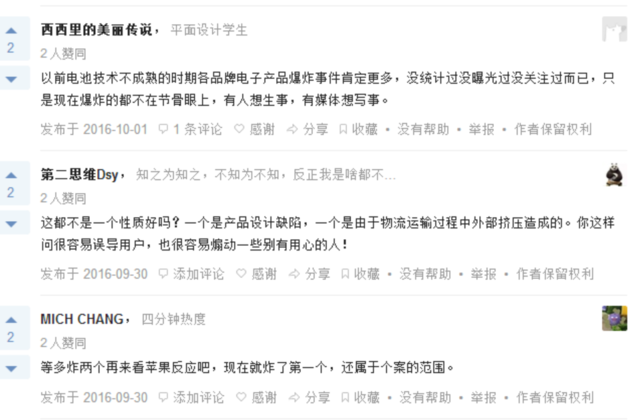 西西里的美丽传说，平面设计学生
2
2 人赞同
以前电池技术不成熟的时期各品牌电子产品爆炸事件肯定更多，没统计过没曝光过没关注过而已，只
是现在爆炸的都不在节骨眼上，有人想生事，有媒体想写事。
发布于 2016-10-01 1 条评论 感谢 分享 收藏 • 没有帮助 • 举报 • 作者保留权利
第二思维Dsy，知之为知之，不知为不知，反正我是啥都不...
2
2 人赞同
这都不是一个性质好吗？一个是产品设计缺陷，一个是由于物流运输过程中外部挤压造成的。你这样
问很容易误导用户，也很容易煽动一些别有用心的人！
发布于 2016-09-30 添加评论 感谢 分享 收藏 • 没有帮助 • 举报 • 作者保留权利
MICH CHANG，四分钟热度
2
2 人赞同
等多炸两个再来看苹果反应吧，现在就炸了第一个，还属于个案的范围。
发布于 2016-09-30 添加评论 感谢 分享 收藏 • 没有帮助 • 举报 • 作者保留权利